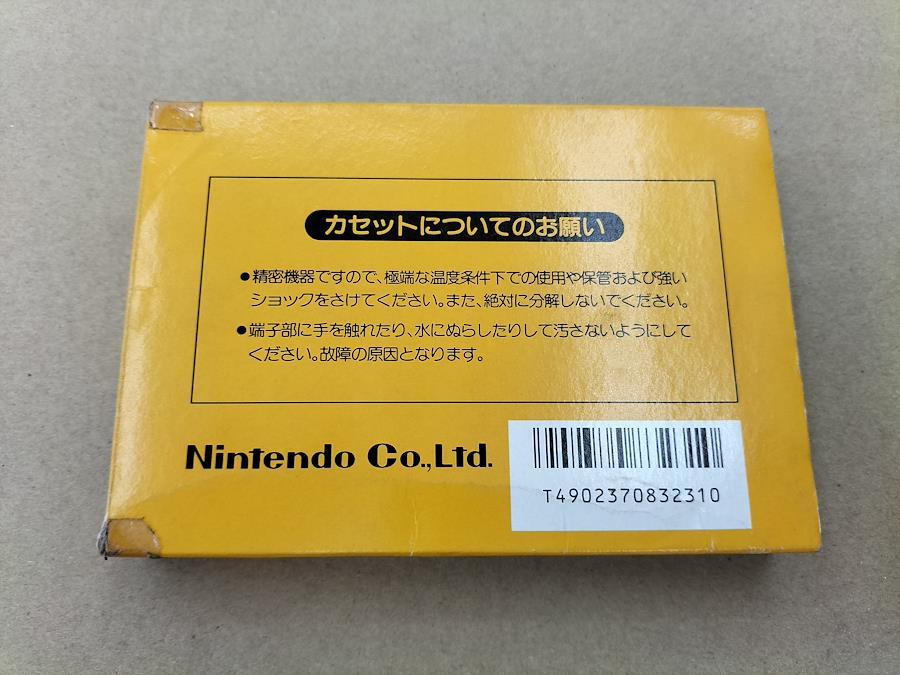 カセットについてのお願い
●精密機器ですので、極端な温度条件下での使用や保管および強い
ショックをさけてください。また、絶対に分解しないでください。
●端子部に手を触れたり、水にぬらしたりして汚さないようにして
ください。故障の原因となります。
Nintendo Co.,Ltd.
T4902370832310